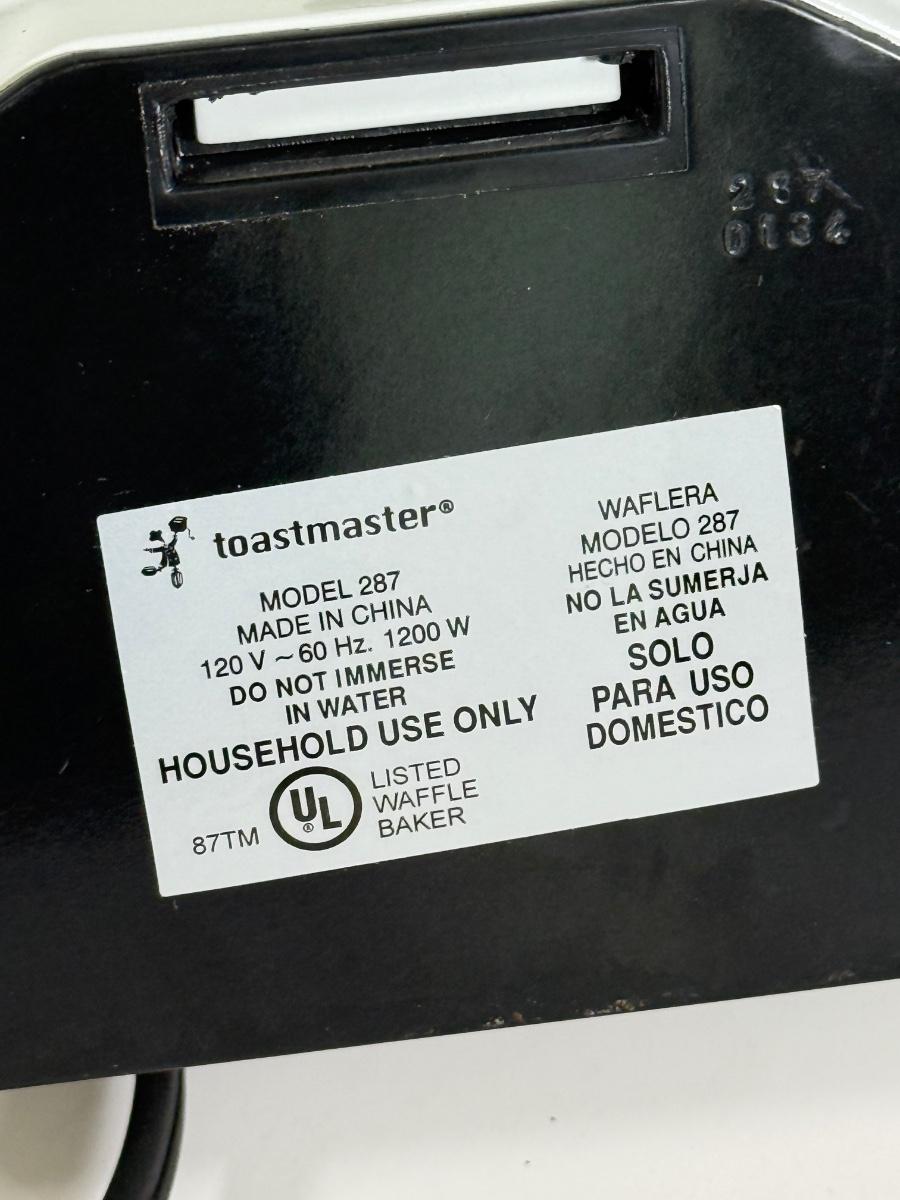 287
0134
toastmaster®
MODEL 287
MADE IN CHINA
120 V ~ 60 Hz. 1200 W
DO NOT IMMERSE
IN WATER
HOUSEHOLD USE ONLY
87TM
UL®
LISTED
WAFFLE
BAKER
WAFLERA
MODELO 287
HECHO EN CHINA
NO LA SUMERJA
EN AGUA
SOLO
PARA USO
DOMESTICO